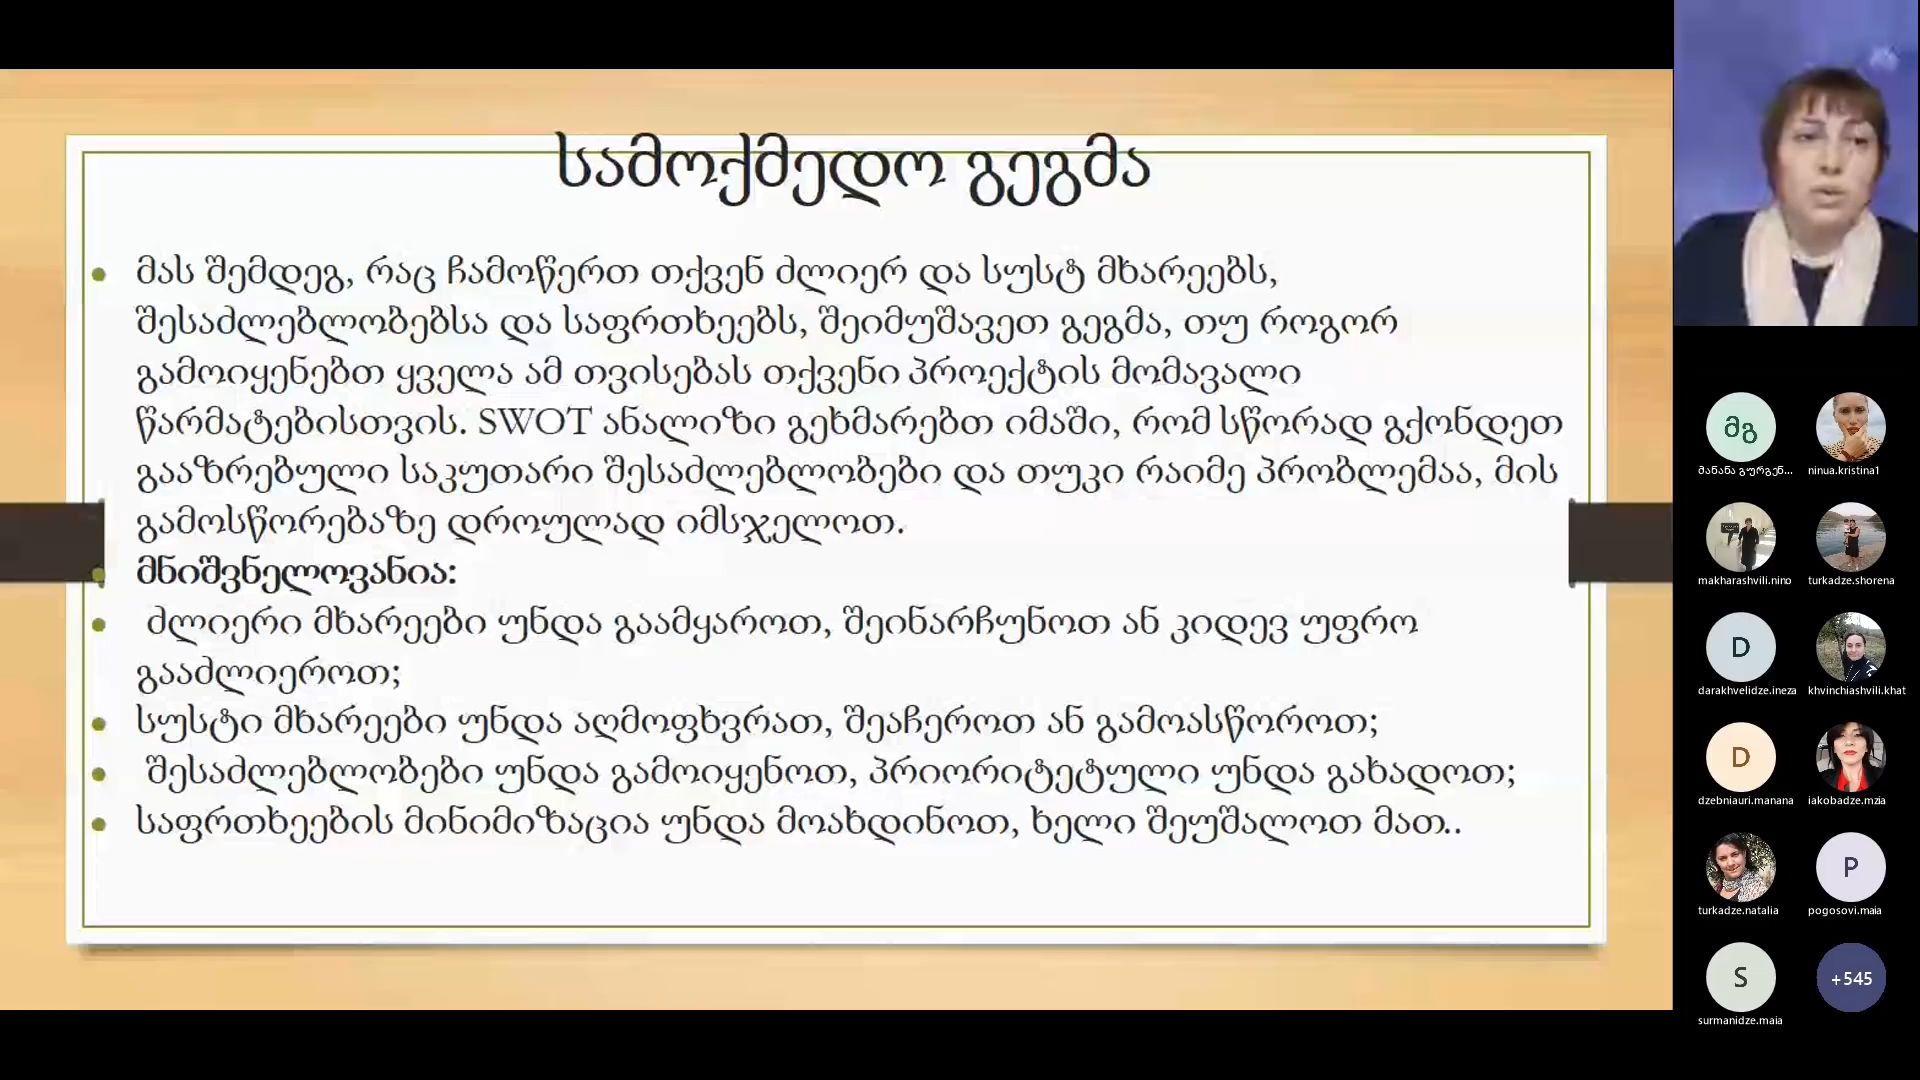 სამოქმედო გეგმა
მას შემდეგ, რაც ჩამოწერთ თქვენ ძლიერ და სუსტ მხარეებს,
შესაძლებლობებსა და საფრთხეებს, შეიმუშავეთ გეგმა, თუ როგორ
გამოიყენებთ ყველა ამ თვისებას თქვენი პროექტის მომავალი
წარმატებისთვის. SWOT ანალიზი გეხმარებთ იმაში, რომ სწორად გქონდეთ
გააზრებული საკუთარი შესაძლებლობები და თუკი რაიმე პრობლემაა, მის
გამოსწორებაზე დროულად იმსჯელოთ.
მნიშვნელოვანია:
ძლიერი მხარეები უნდა გაამყაროთ, შეინარჩუნოთ ან კიდევ უფრო
გააძლიეროთ;
სუსტი მხარეები უნდა აღმოფხვრათ, შეაჩეროთ ან გამოასწოროთ;
შესაძლებლობები უნდა გამოიყენოთ, პრიორიტეტული უნდა გახადოთ;
საფრთხეების მინიმიზაცია უნდა მოახდინოთ, ხელი შეუშალოთ მათ..
მგ
მანანა გურგენ... ninua.kristina1
makharashvili.nino turkadze.shorena
D
darakhvelidze.ineza khvinchiashvili.khat
D
dzebniauri.manana iakobadze.mzia
P
turkadze.natalia pogosovi.maia
S +545
surmanidze.maia